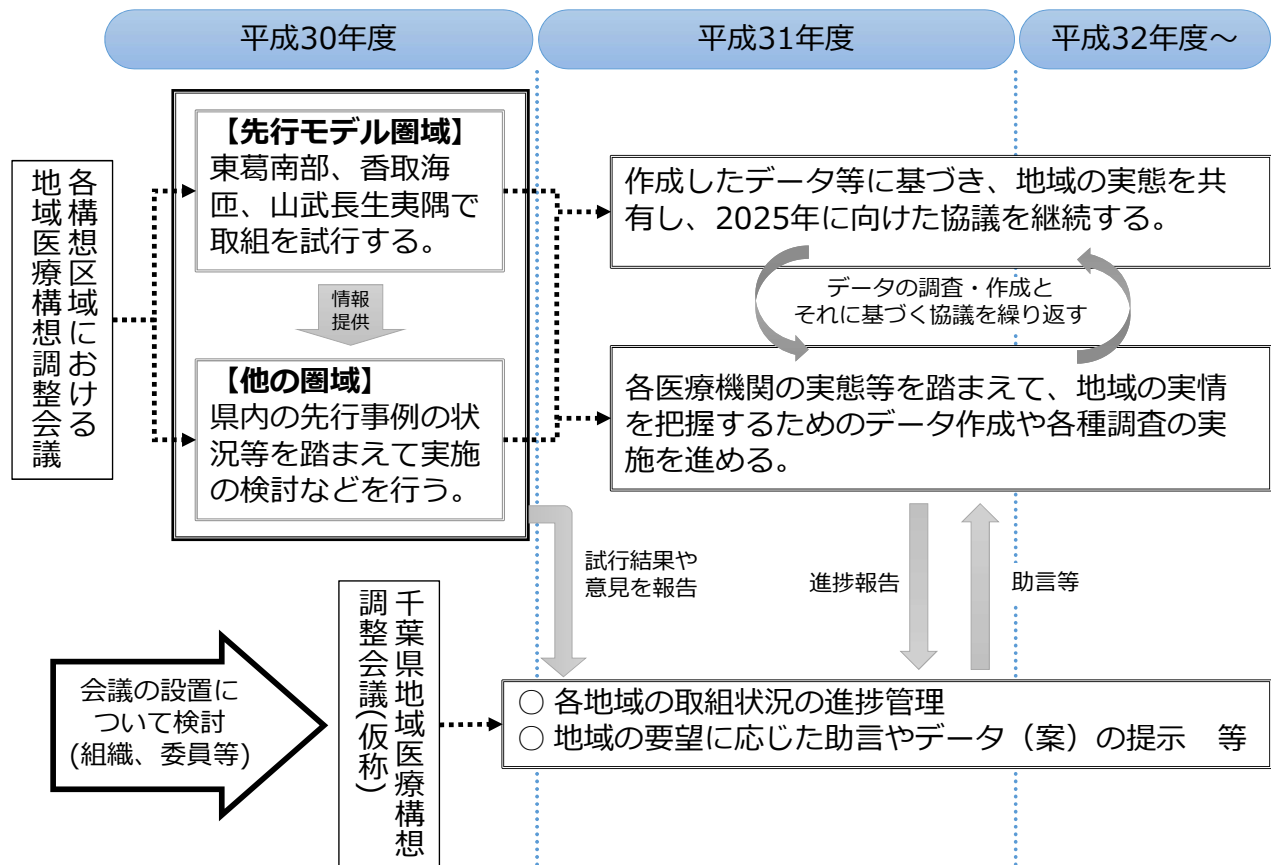 平成30年度
平成31年度
平成32年度～
各構想区域における
地域医療構想調整会議
【先行モデル圏域】
東葛南部、香取海
匝、山武長生夷隅で
取組を試行する。
情報
提供
【他の圏域】
県内の先行事例の状
況等を踏まえて実施
の検討などを行う。
作成したデータ等に基づき、地域の実態を共
有し、2025年に向けた協議を継続する。
データの調査・作成と
それに基づく協議を繰り返す
各医療機関の実態等を踏まえて、地域の実情
を把握するためのデータ作成や各種調査の実
施を進める。
試行結果や
意見を報告
進捗報告
助言等
会議の設置に
ついて検討
(組織、委員等)
千葉県地域医療構想
調整会議(仮称)
○ 各地域の取組状況の進捗管理
○ 地域の要望に応じた助言やデータ（案）の提示　等